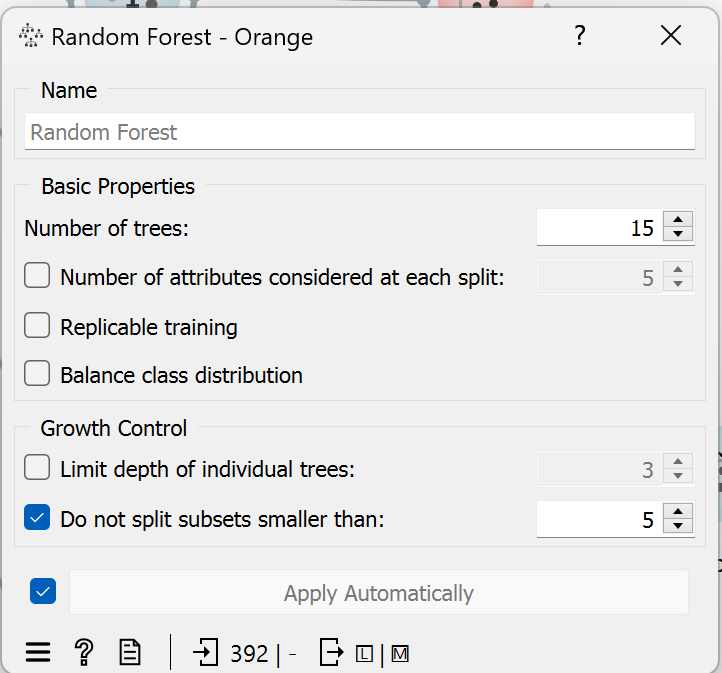 Random Forest - Orange ?
Name
Random Forest
Basic Properties
Number of trees: 15
Number of attributes considered at each split: 5
Replicable training
Balance class distribution
Growth Control
Limit depth of individual trees: 3
Do not split subsets smaller than: 5
Apply Automatically
? 392 | - L | M